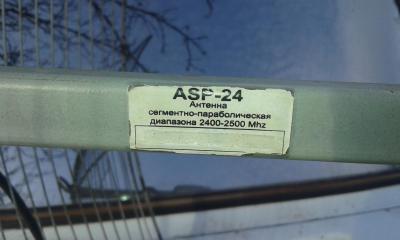 ASP-24
Антенна
сегментно-параболическая
диапазона 2400-2500 Mhz